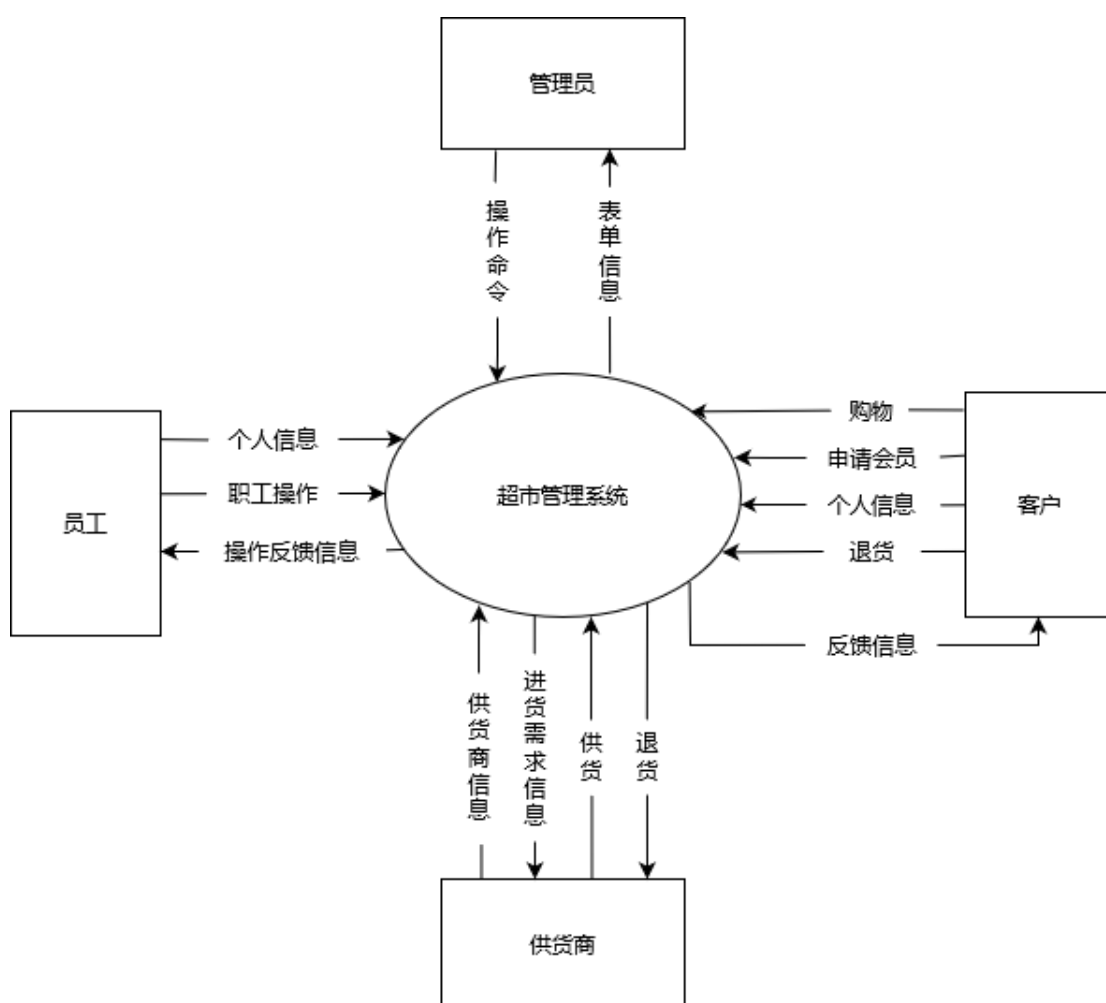 管理员
操作命令
表单信息
购物
个人信息
申请会员
职工操作
超市管理系统
个人信息
客户
员工
操作反馈信息
退货
反馈信息
供货商信息
进货需求信息
供货
退货
供货商